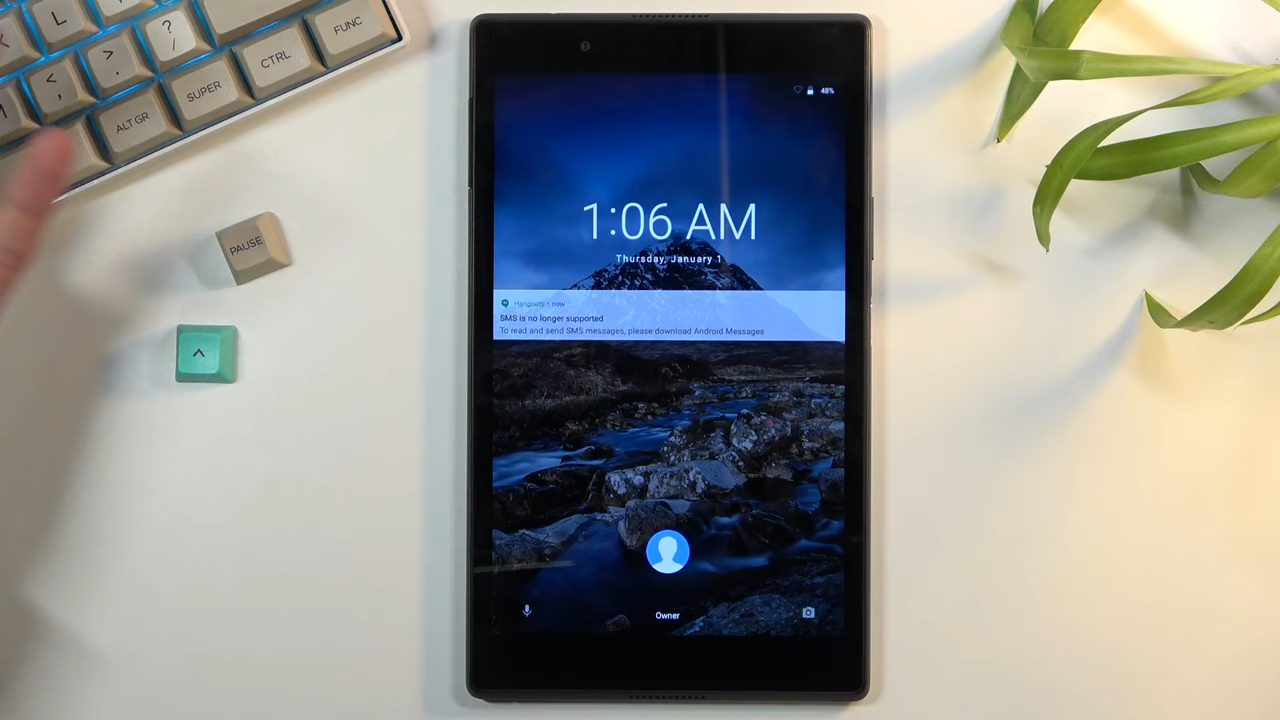 L
?
/
FUNC
K
>
.
CTRL
<
,
SUPER
M
ALT GR
PAUSE
^
48%
1:06 AM
Thursday, January 1
Hangouts • now
SMS is no longer supported
To read and send SMS messages, please download Android Messages
Owner